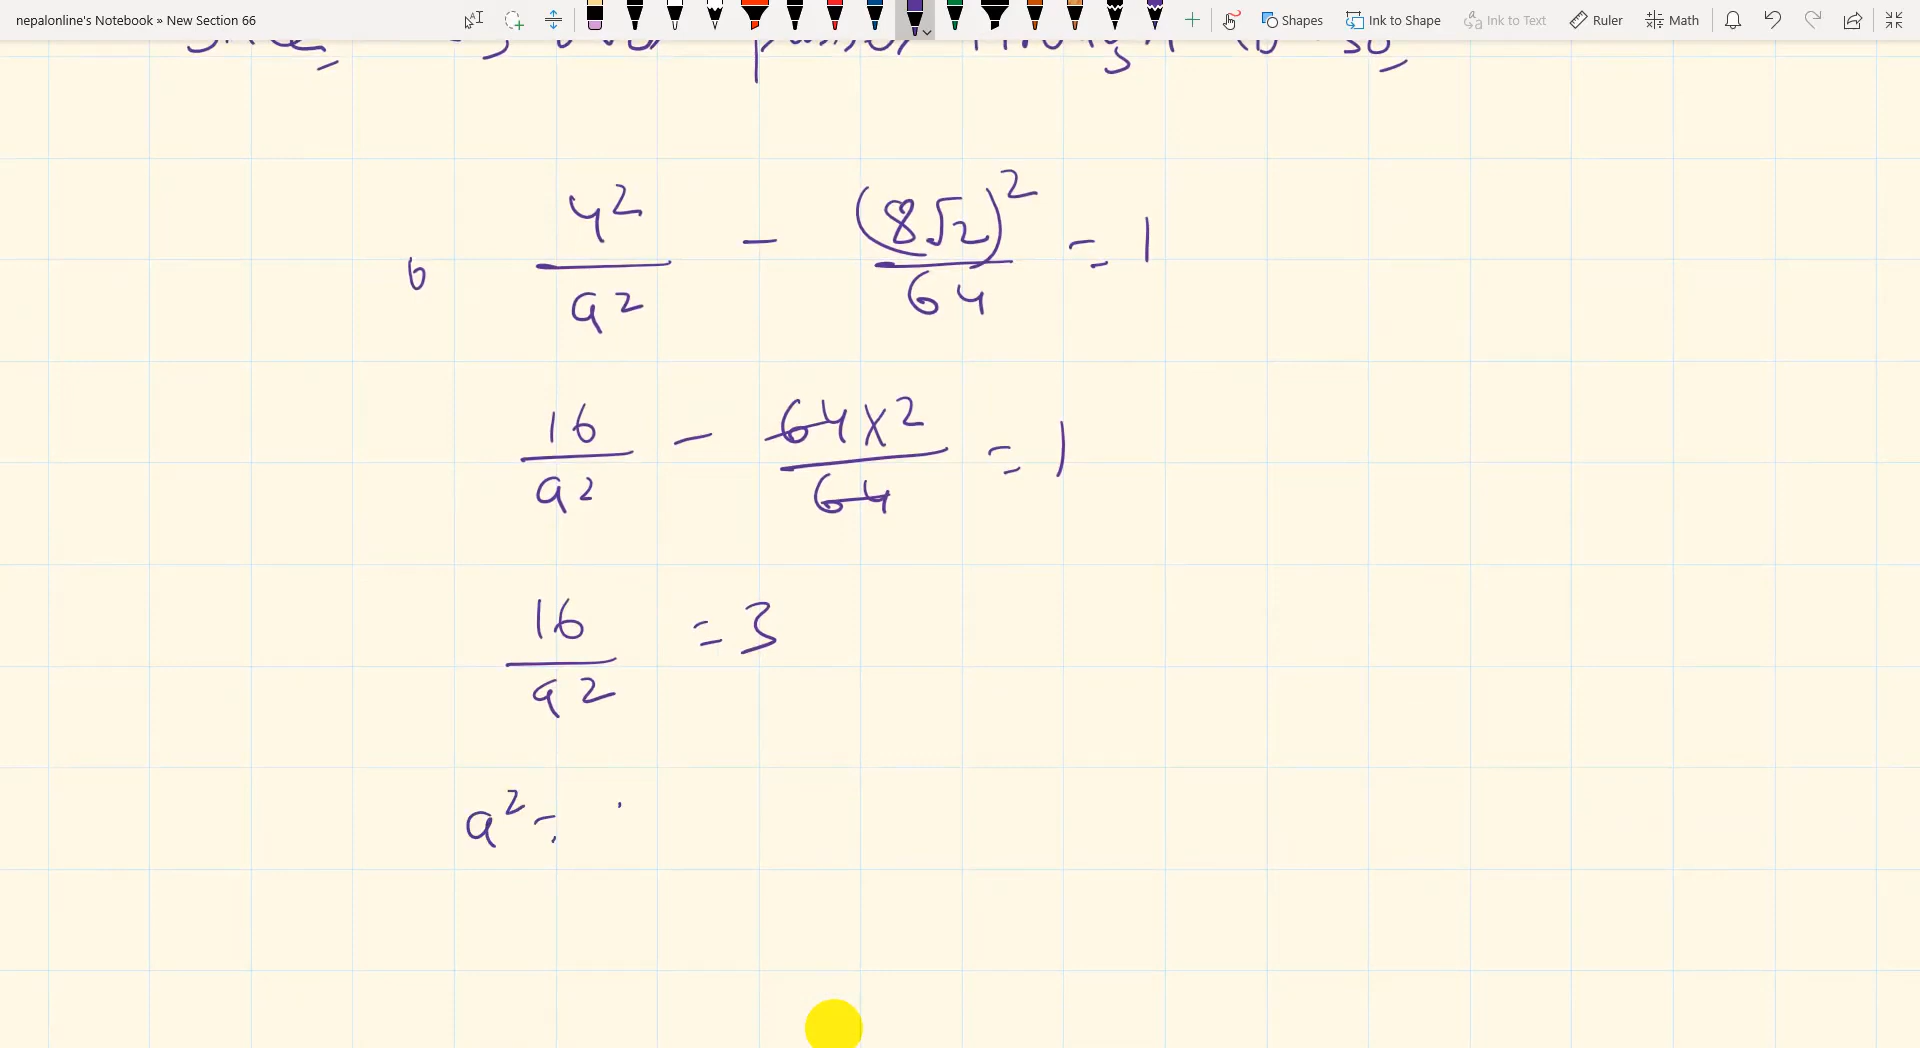 nepalonline's Notebook » New Section 66
Shapes Ink to Shape Ink to Text Ruler Math
4² / a² - (8√2)² / 64 = 1
16 / a² - 64 x 2 / 64 = 1
16 / a² = 3
a² =